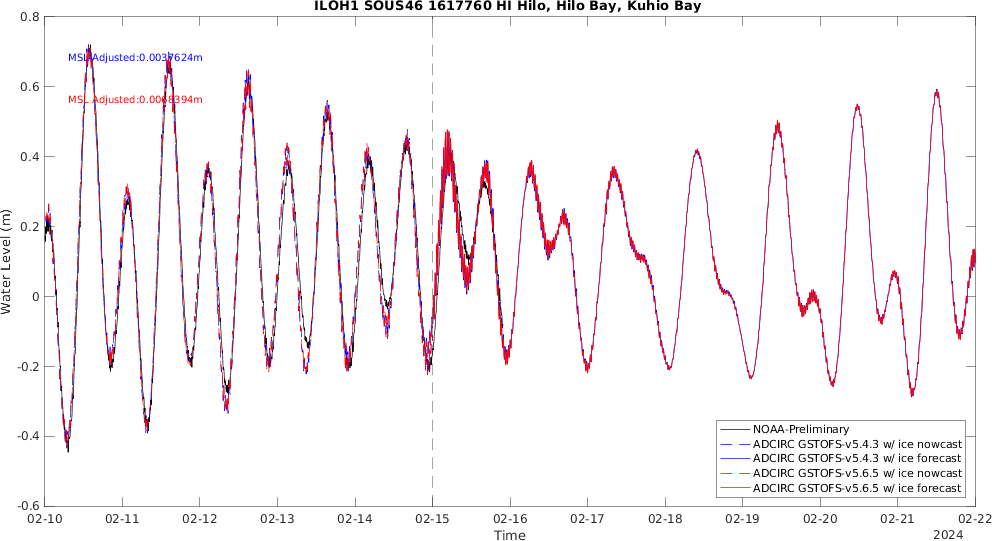 ILOH1 SOUS46 1617760 HI Hilo, Hilo Bay, Kuhio Bay
0.8
MSL Adjusted:0.0037624m
0.6
MSL Adjusted:0.0068394m
0.4
0.2
Water Level (m)
0
-0.2
-0.4
NOAA-Preliminary
ADCIRC GSTOFS-v5.4.3 w/ ice nowcast
ADCIRC GSTOFS-v5.4.3 w/ ice forecast
ADCIRC GSTOFS-v5.6.5 w/ ice nowcast
ADCIRC GSTOFS-v5.6.5 w/ ice forecast
-0.6
02-10 02-11 02-12 02-13 02-14 02-15 02-16 02-17 02-18 02-19 02-20 02-21 02-22
Time
2024